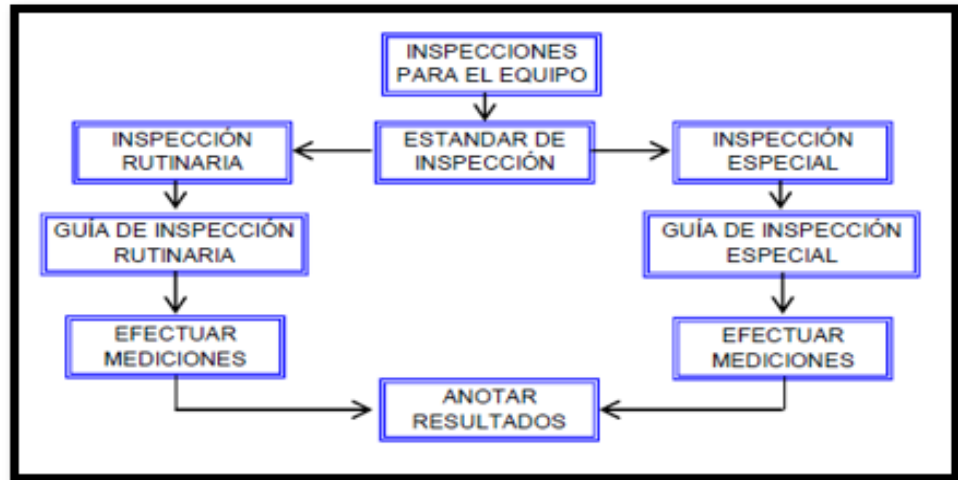 INSPECCIONES
PARA EL EQUIPO
INSPECCIÓN
RUTINARIA
ESTANDAR DE
INSPECCIÓN
INSPECCIÓN
ESPECIAL
GUÍA DE INSPECCIÓN
RUTINARIA
GUÍA DE INSPECCIÓN
ESPECIAL
EFECTUAR
MEDICIONES
EFECTUAR
MEDICIONES
ANOTAR
RESULTADOS